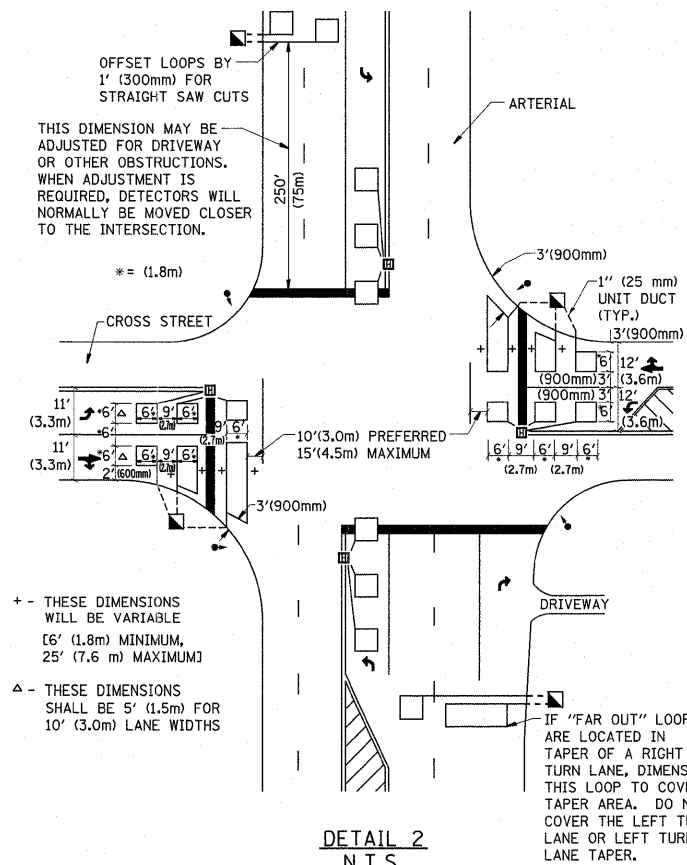 OFFSET LOOPS BY
1' (300mm) FOR
STRAIGHT SAW CUTS
ARTERIAL
THIS DIMENSION MAY BE
ADJUSTED FOR DRIVEWAY
OR OTHER OBSTRUCTIONS.
WHEN ADJUSTMENT IS
REQUIRED, DETECTORS WILL
NORMALLY BE MOVED CLOSER
TO THE INTERSECTION.
250'
(75m)
* = (1.8m)
3'(900mm)
1" (25 mm)
UNIT DUCT
(TYP.)
CROSS STREET
3'(900mm)
*6'
12'
(3.6m)
(900mm) 3'
(900mm) 3'
*6'
12'
(3.6m)
H
H
H
H
11'
(3.3m)
*6'
6' 9' 6'
* (2.7m) *
9' 6'
(2.7m) *
11'
(3.3m)
*6'
6' 9' 6'
* (2.7m) *
2' (600mm)
10'(3.0m) PREFERRED
15'(4.5m) MAXIMUM
6' 9' 6' 9' 6'
* * *
(2.7m) (2.7m)
3'(900mm)
+ - THESE DIMENSIONS
WILL BE VARIABLE
[6' (1.8m) MINIMUM,
25' (7.6 m) MAXIMUM]
△ - THESE DIMENSIONS
SHALL BE 5' (1.5m) FOR
10' (3.0m) LANE WIDTHS
DRIVEWAY
IF "FAR OUT" LOOP
ARE LOCATED IN
TAPER OF A RIGHT
TURN LANE, DIMENS
THIS LOOP TO COVE
TAPER AREA. DO N
COVER THE LEFT T
LANE OR LEFT TUR
LANE TAPER.
DETAIL 2
N.T.S.